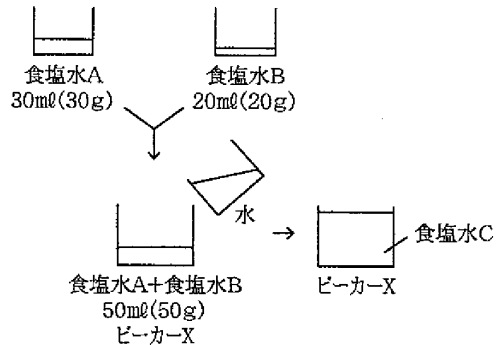 食塩水A
30mℓ(30g)
食塩水B
20mℓ(20g)
水
食塩水A+食塩水B
50mℓ(50g)
ビーカーX
食塩水C
ビーカーX